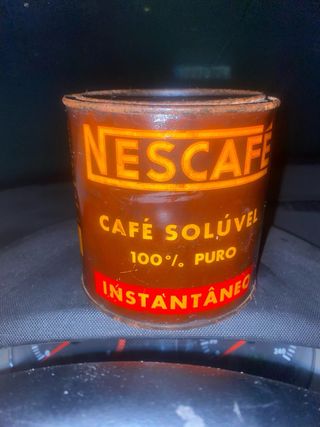 NESCAFÉ
CAFÉ SOLÚVEL
100% PURO
INSTANTÂNEO